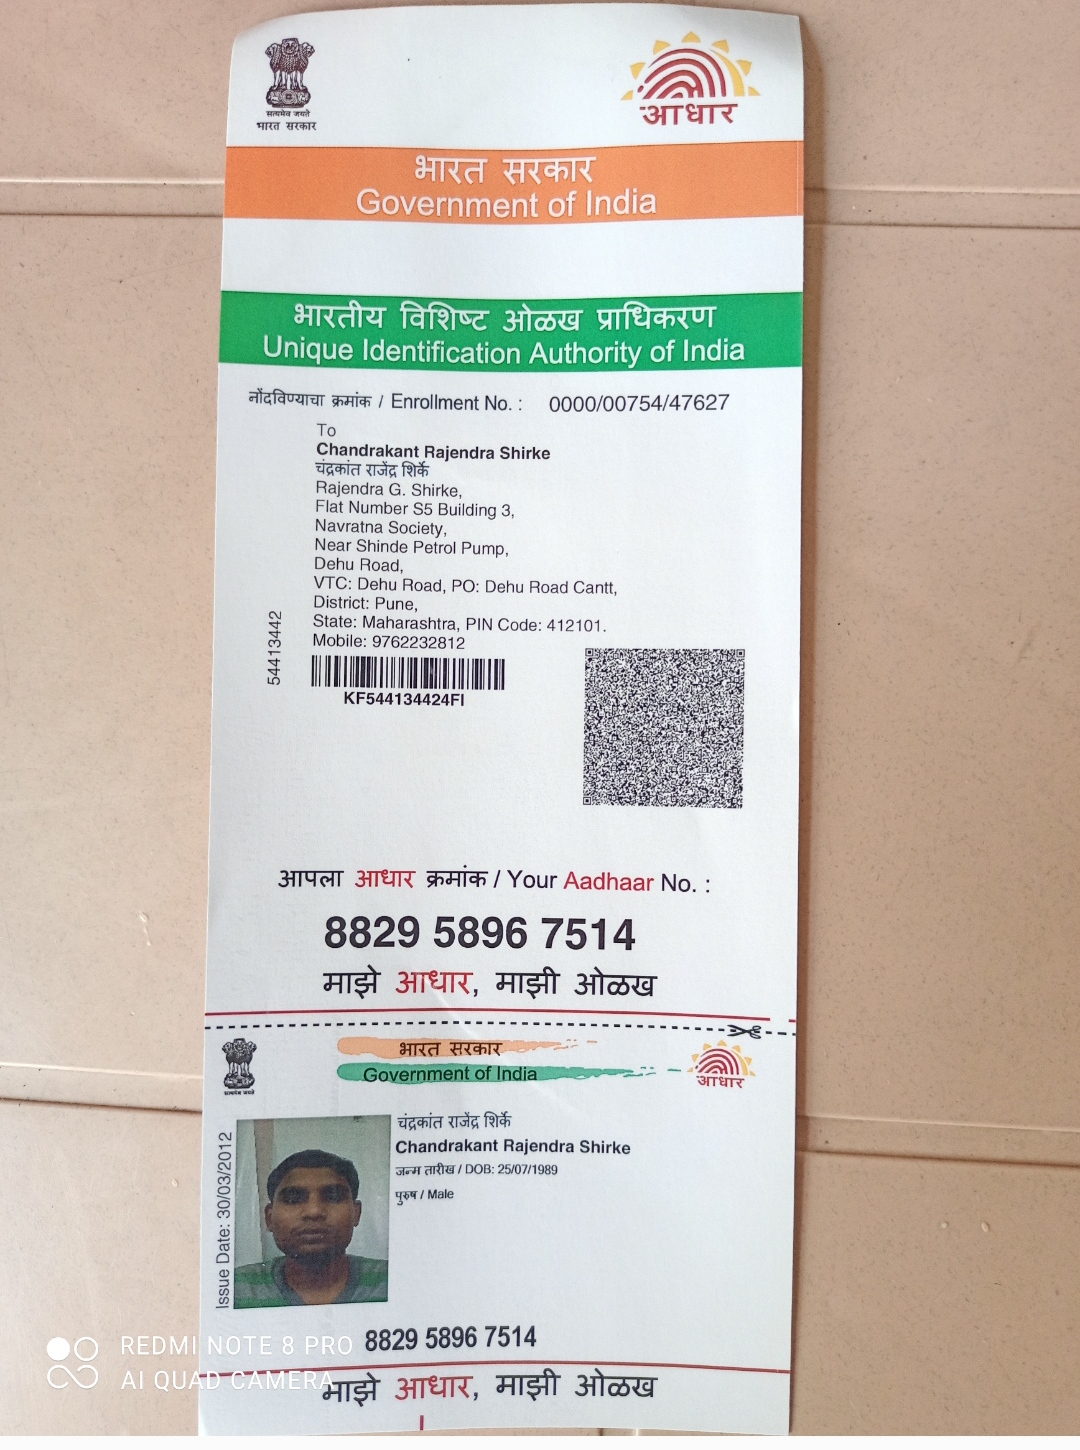 सत्यमेव जयते
भारत सरकार
आधार
भारत सरकार
Government of India
भारतीय विशिष्ट ओळख प्राधिकरण
Unique Identification Authority of India
नोंदविण्याचा क्रमांक / Enrollment No. : 0000/00754/47627
To
Chandrakant Rajendra Shirke
चंद्रकांत राजेंद्र शिर्के
Rajendra G. Shirke,
Flat Number S5 Building 3,
Navratna Society,
Near Shinde Petrol Pump,
Dehu Road,
VTC: Dehu Road, PO: Dehu Road Cantt,
District: Pune,
State: Maharashtra, PIN Code: 412101.
Mobile: 9762232812
54413442
KF544134424FI
आपला आधार क्रमांक / Your Aadhaar No. :
8829 5896 7514
माझे आधार, माझी ओळख
सत्यमेव जयते
भारत सरकार
Government of India
आधार
Issue Date: 30/03/2012
चंद्रकांत राजेंद्र शिर्के
Chandrakant Rajendra Shirke
जन्म तारीख / DOB: 25/07/1989
पुरुष / Male
8829 5896 7514
माझे आधार, माझी ओळख
REDMI NOTE 8 PRO
AI QUAD CAMERA